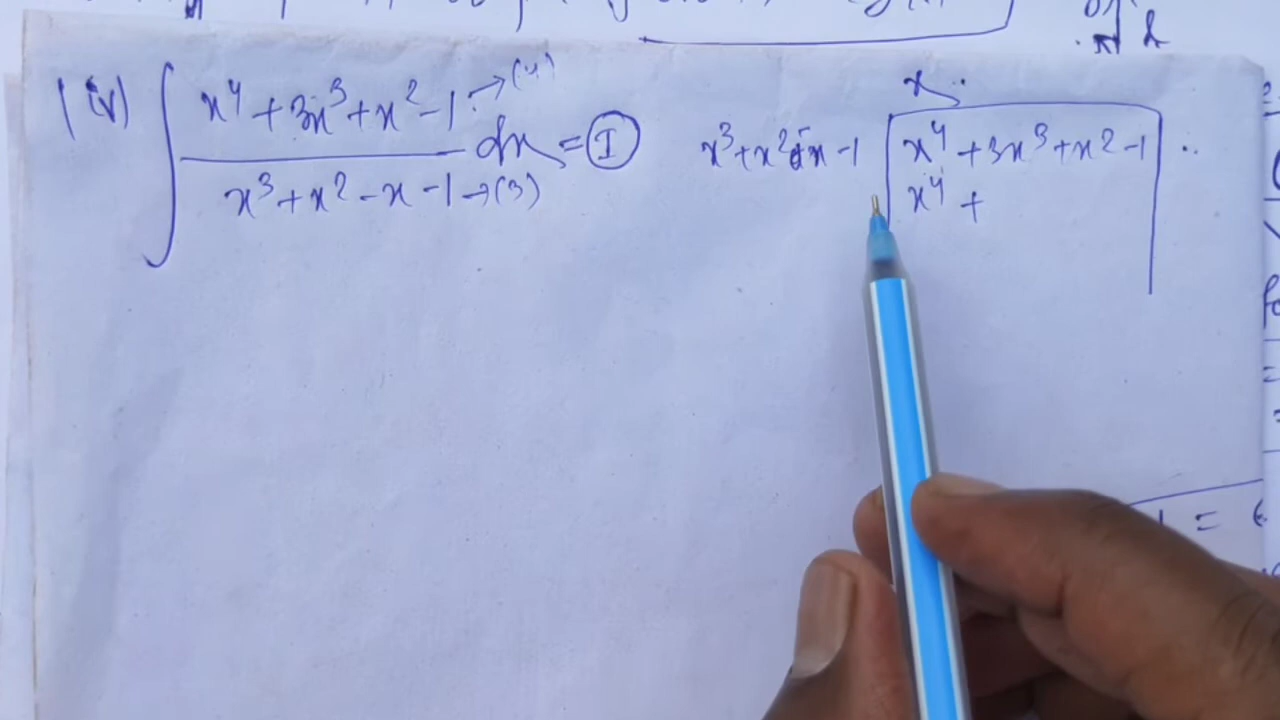 (iv) ∫ x⁴ + 3x³ + x² - 1 → (4)
x³ + x² - x - 1 → (3)
dx = I
x
x³ + x² - x - 1 | x⁴ + 3x³ + x² - 1
x⁴ +